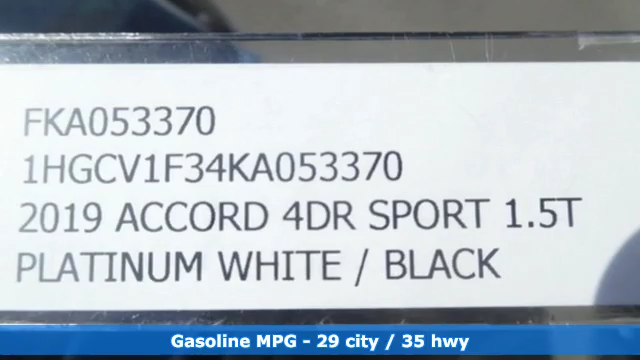 FKA053370
1HGCV1F34KA053370
2019 ACCORD 4DR SPORT 1.5T
PLATINUM WHITE / BLACK
Gasoline MPG - 29 city / 35 hwy